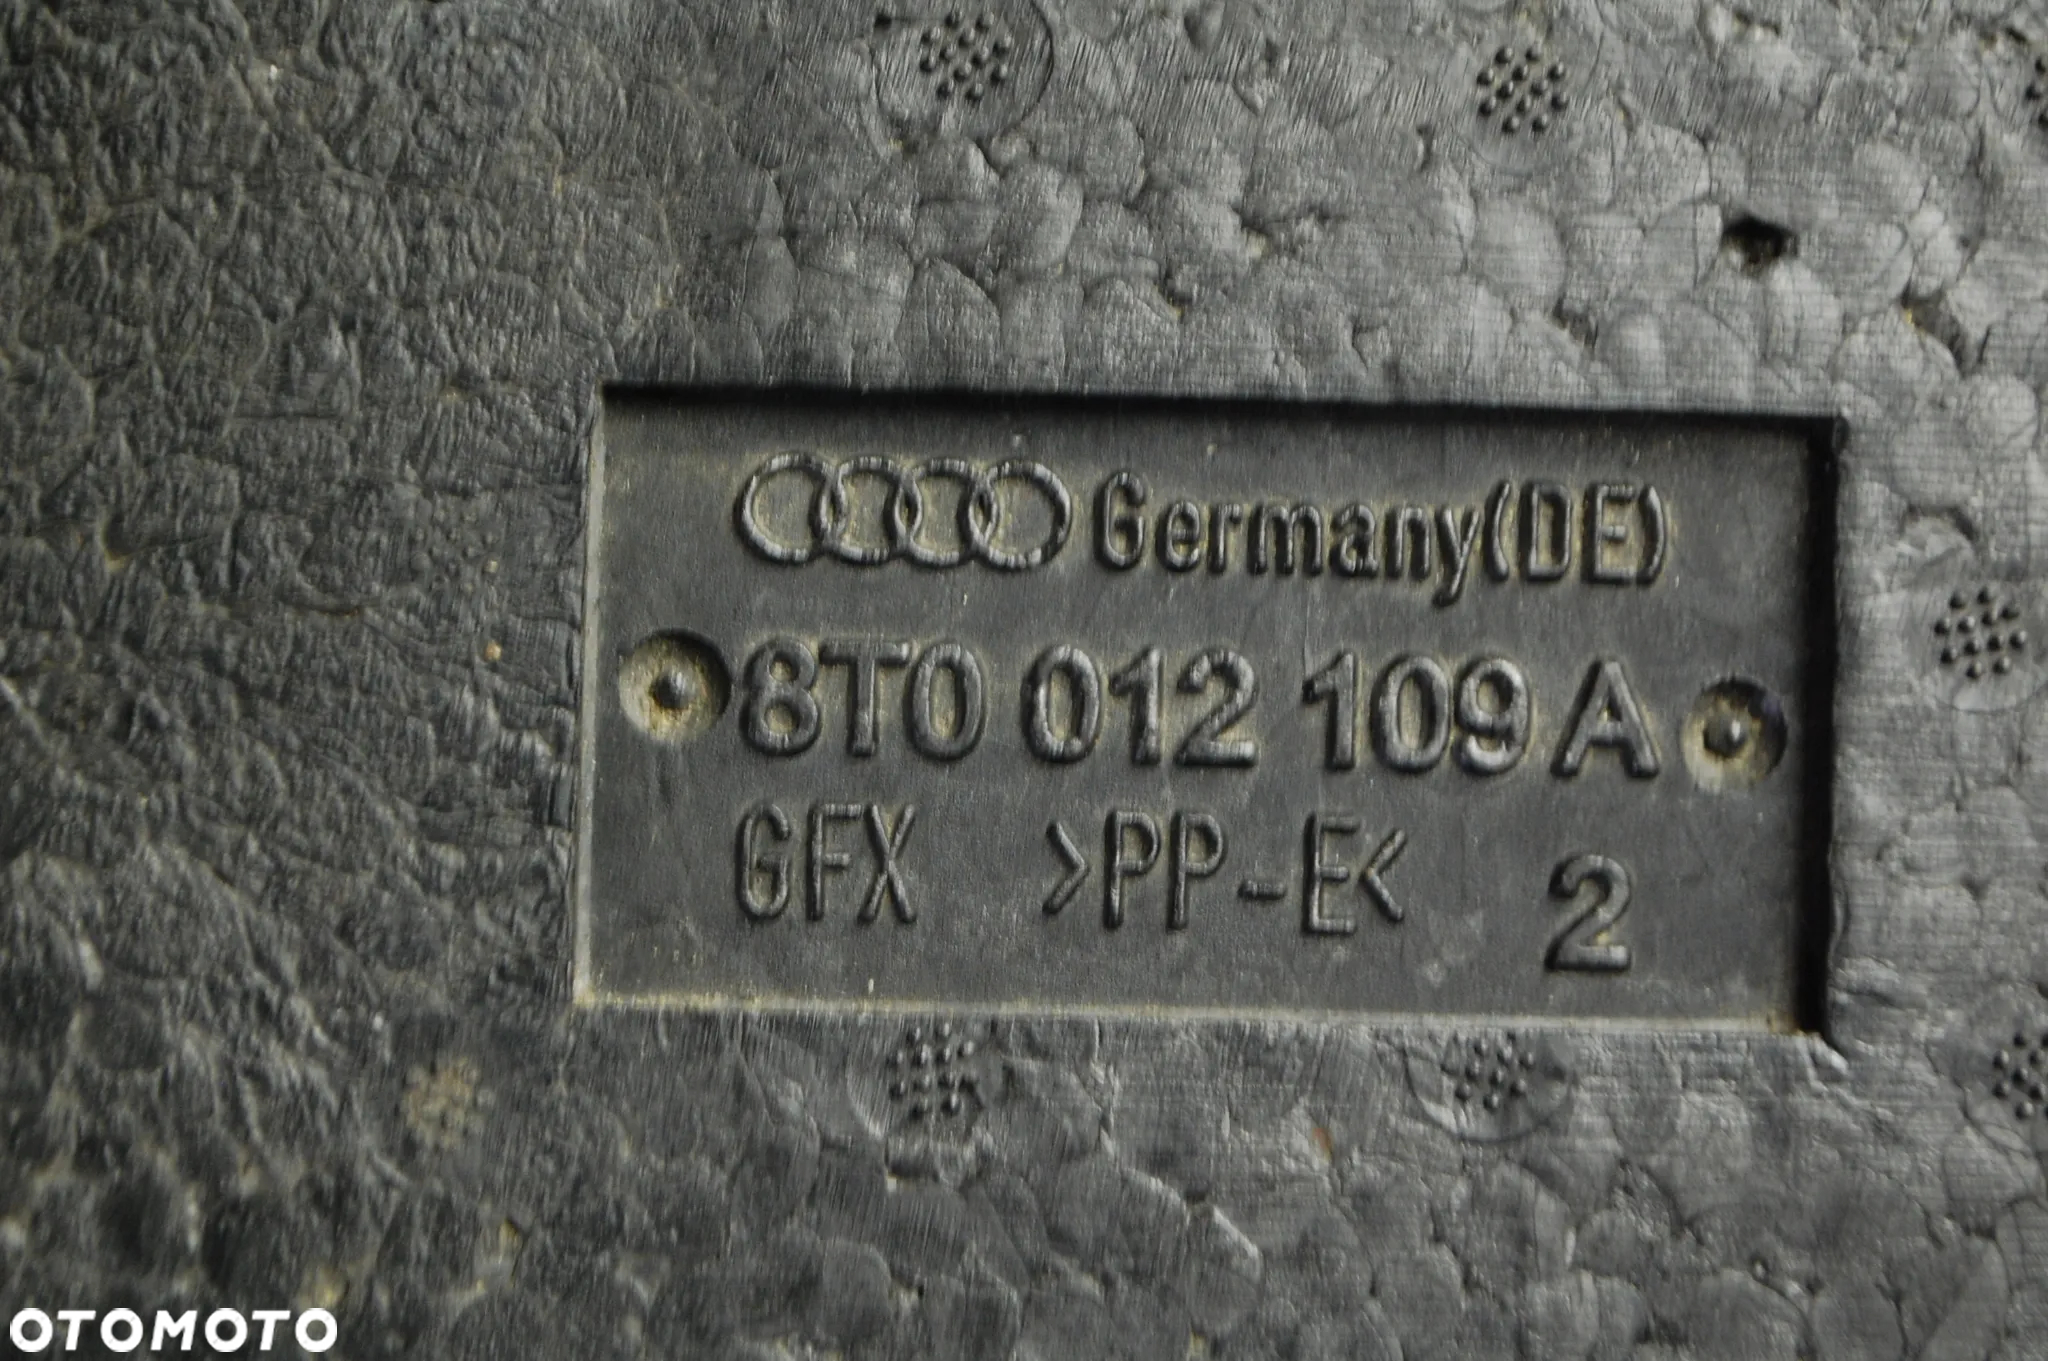 Germany(DE)
8T0 012 109 A
GFX >PP-E< 2
OTOMOTO